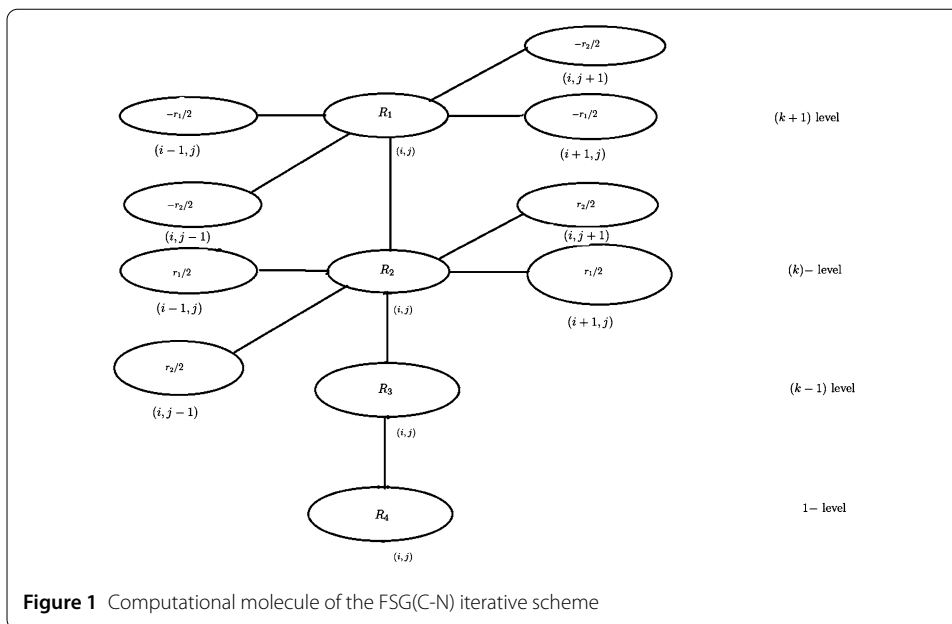 −r₂/2
(i, j + 1)
−r₁/2
R₁
−r₁/2
(k + 1) level
(i − 1, j)
(i, j)
(i + 1, j)
−r₂/2
r₂/2
(i, j − 1)
(i, j + 1)
r₁/2
R₂
r₁/2
(k)− level
(i − 1, j)
(i, j)
(i + 1, j)
r₂/2
R₃
(k − 1) level
(i, j − 1)
(i, j)
R₄
1− level
(i, j)
Figure 1 Computational molecule of the FSG(C-N) iterative scheme